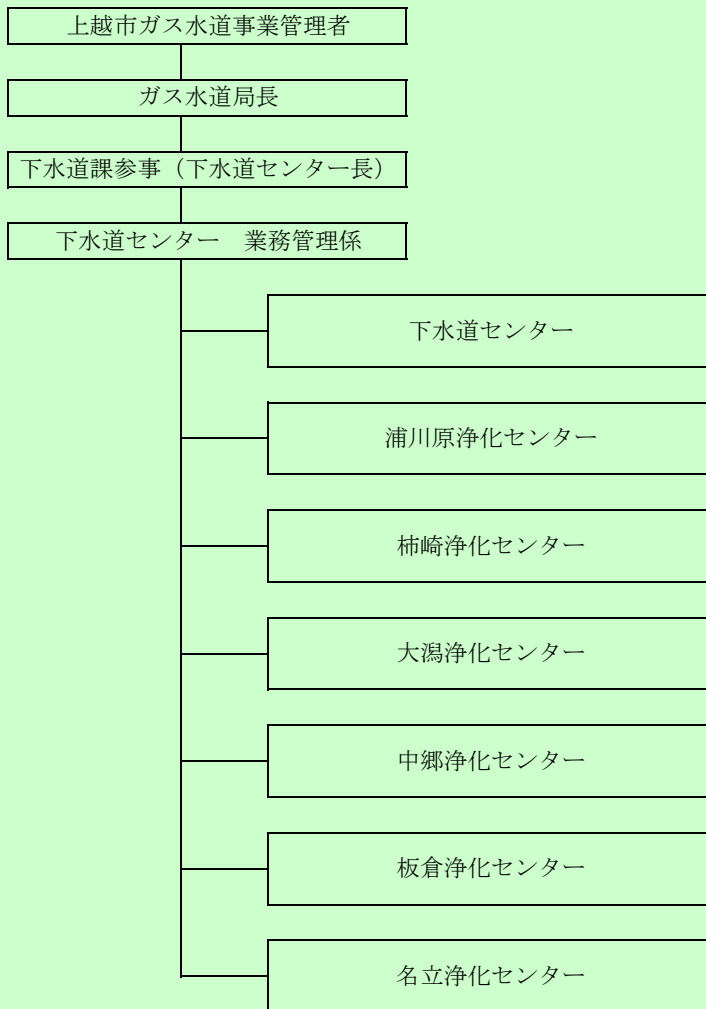 上越市ガス水道事業管理者
ガス水道局長
下水道課参事（下水道センター長）
下水道センター　業務管理係
下水道センター
浦川原浄化センター
柿崎浄化センター
大潟浄化センター
中郷浄化センター
板倉浄化センター
名立浄化センター